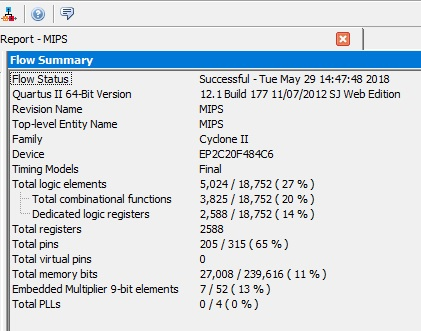 Report - MIPS
Flow Summary
Flow Status Successful - Tue May 29 14:47:48 2018
Quartus II 64-Bit Version 12.1 Build 177 11/07/2012 SJ Web Edition
Revision Name MIPS
Top-level Entity Name MIPS
Family Cyclone II
Device EP2C20F484C6
Timing Models Final
Total logic elements 5,024 / 18,752 ( 27 % )
Total combinational functions 3,825 / 18,752 ( 20 % )
Dedicated logic registers 2,588 / 18,752 ( 14 % )
Total registers 2588
Total pins 205 / 315 ( 65 % )
Total virtual pins 0
Total memory bits 27,008 / 239,616 ( 11 % )
Embedded Multiplier 9-bit elements 7 / 52 ( 13 % )
Total PLLs 0 / 4 ( 0 % )